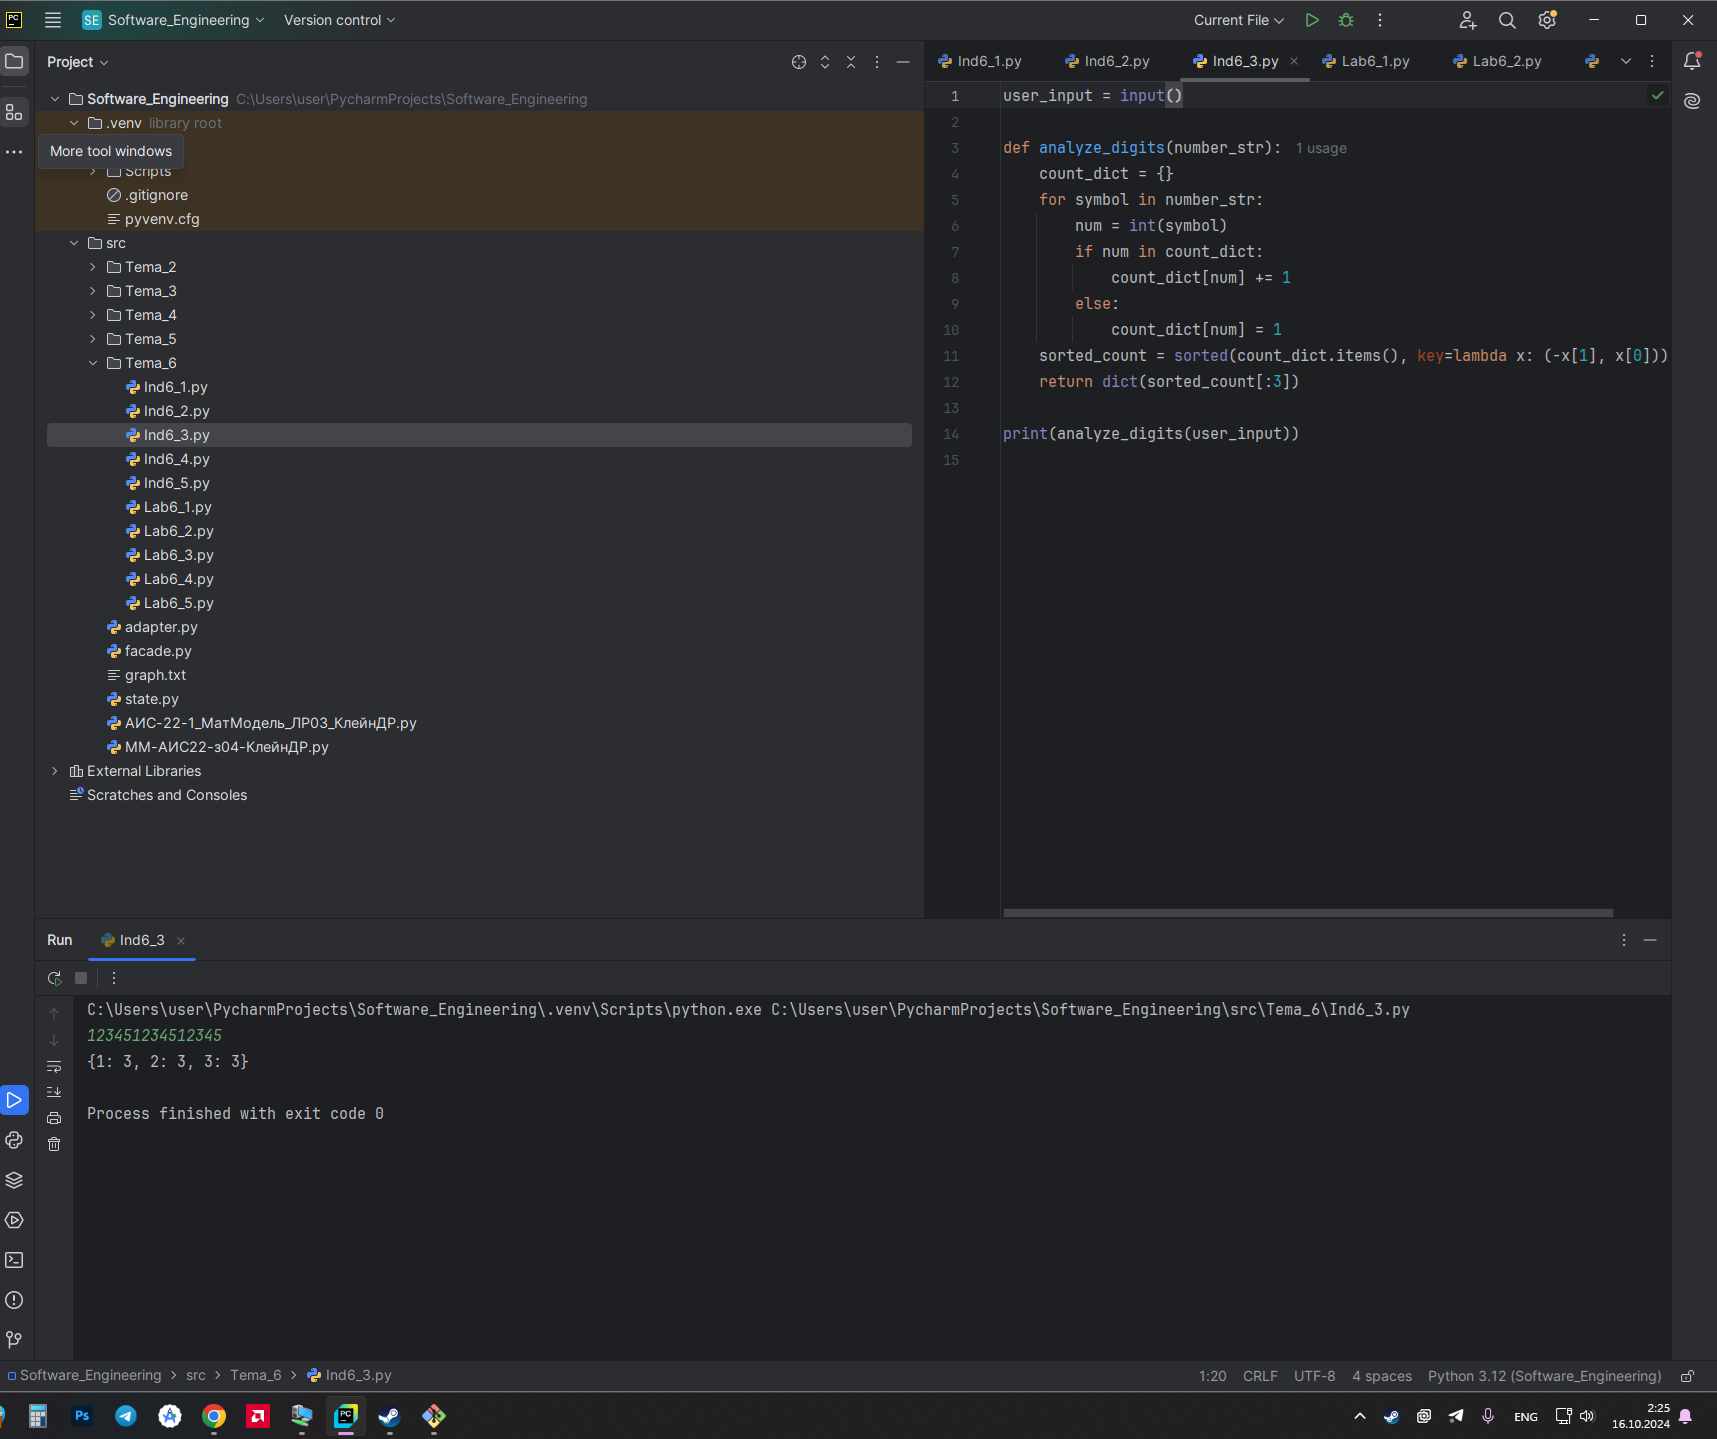 PC
SE Software_Engineering Version control Current File
Project
Ind6_1.py Ind6_2.py Ind6_3.py Lab6_1.py Lab6_2.py
Software_Engineering C:\Users\user\PycharmProjects\Software_Engineering
.venv library root
More tool windows
Scripts
.gitignore
pyvenv.cfg
src
Tema_2
Tema_3
Tema_4
Tema_5
Tema_6
Ind6_1.py
Ind6_2.py
Ind6_3.py
Ind6_4.py
Ind6_5.py
Lab6_1.py
Lab6_2.py
Lab6_3.py
Lab6_4.py
Lab6_5.py
adapter.py
facade.py
graph.txt
state.py
АИС-22-1_МатМодель_ЛР03_КлейнДР.py
ММ-АИС22-з04-КлейнДР.py
External Libraries
Scratches and Consoles
1 user_input = input()
2
3 def analyze_digits(number_str): 1 usage
4 count_dict = {}
5 for symbol in number_str:
6 num = int(symbol)
7 if num in count_dict:
8 count_dict[num] += 1
9 else:
10 count_dict[num] = 1
11 sorted_count = sorted(count_dict.items(), key=lambda x: (-x[1], x[0]))
12 return dict(sorted_count[:3])
13
14 print(analyze_digits(user_input))
15
Run Ind6_3
C:\Users\user\PycharmProjects\Software_Engineering\.venv\Scripts\python.exe C:\Users\user\PycharmProjects\Software_Engineering\src\Tema_6\Ind6_3.py
123451234512345
{1: 3, 2: 3, 3: 3}
Process finished with exit code 0
Software_Engineering > src > Tema_6 > Ind6_3.py 1:20 CRLF UTF-8 4 spaces Python 3.12 (Software_Engineering)
Ps PC ENG 2:25
16.10.2024